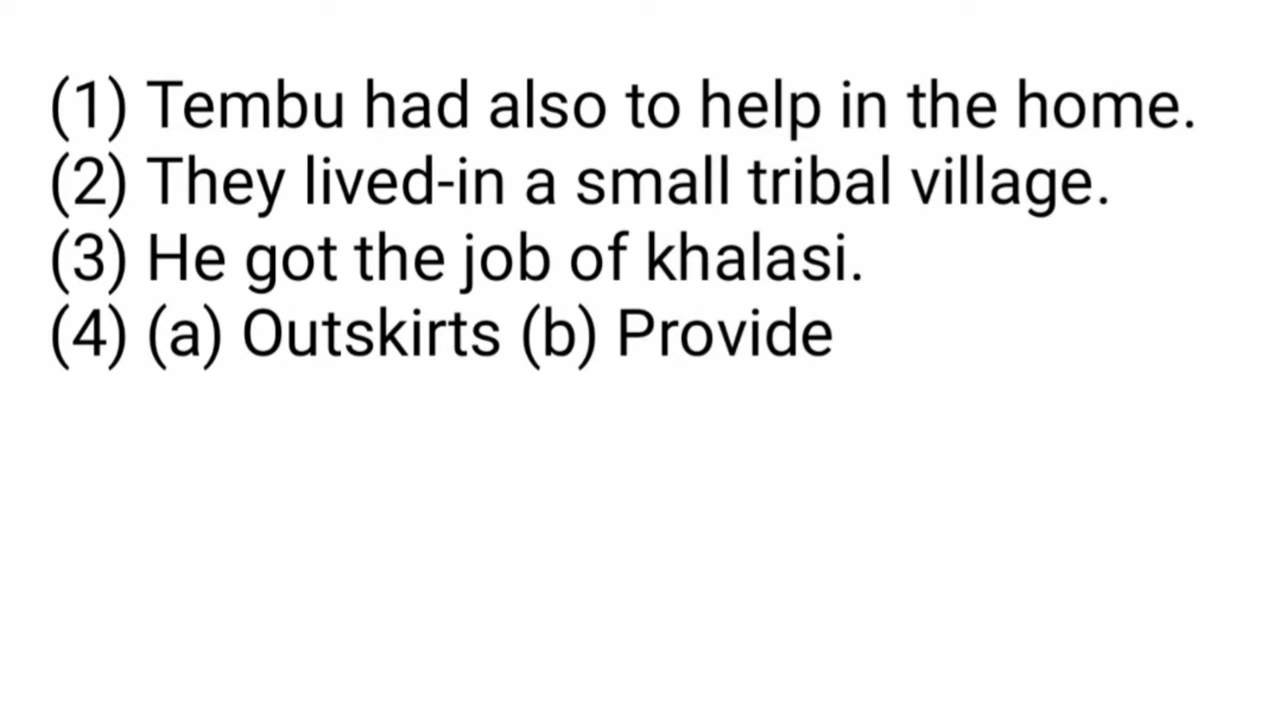 (1) Tembu had also to help in the home.
(2) They lived-in a small tribal village.
(3) He got the job of khalasi.
(4) (a) Outskirts (b) Provide